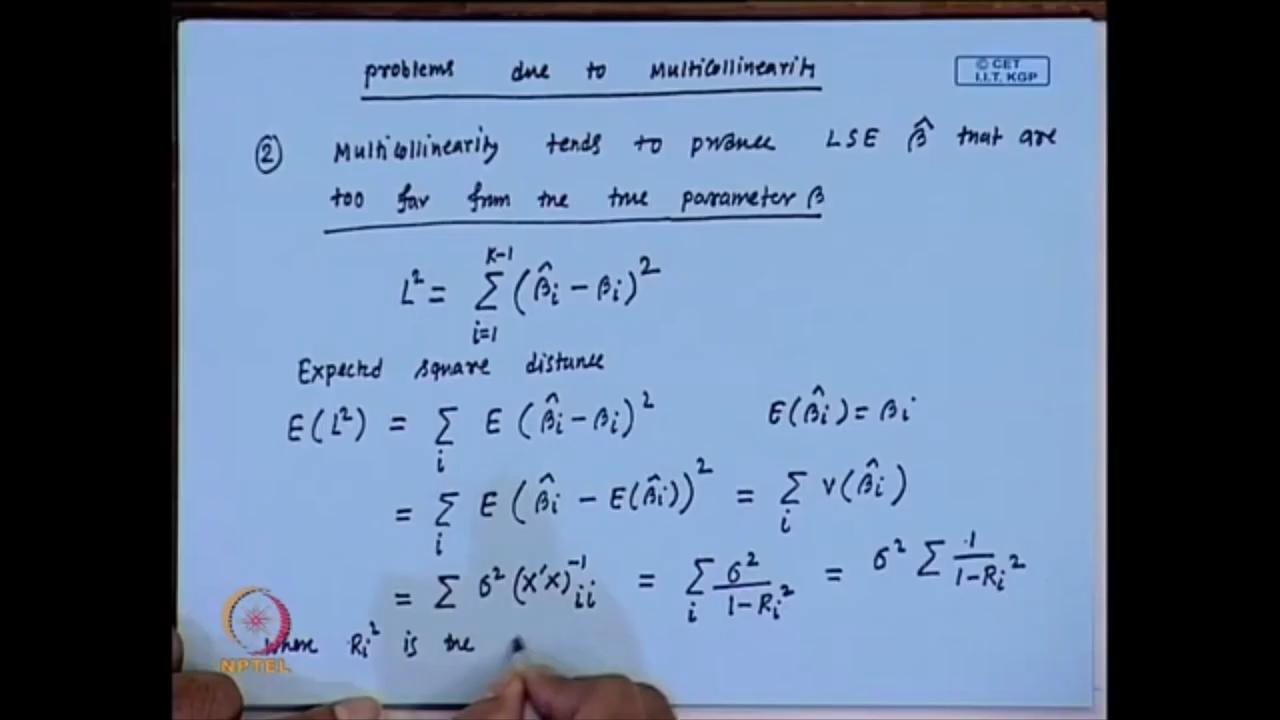 problems due to Multicollinearity
© CET
I.I.T. KGP
② Multicollinearity tends to produce LSE β̂ that are
too far from the true parameter β
L² = Σ_{i=1}^{K-1} (β̂i − βi)²
Expected square distance
E(L²) = Σ_i E(β̂i − βi)² E(β̂i) = βi
= Σ_i E(β̂i − E(β̂i))² = Σ_i V(β̂i)
= Σ σ² (X'X)⁻¹_{ii} = Σ_i σ²/(1−Ri²) = σ² Σ 1/(1−Ri²)
where Ri² is the
NPTEL